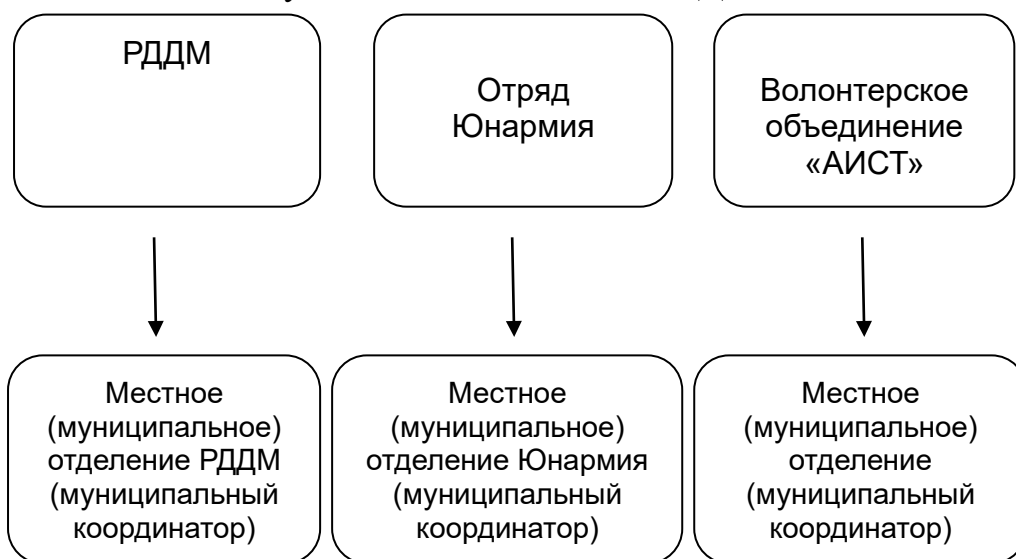 РДДМ
Отряд
Юнармия
Волонтерское
объединение
«АИСТ»
Местное
(муниципальное)
отделение РДДМ
(муниципальный
координатор)
Местное
(муниципальное)
отделение Юнармия
(муниципальный
координатор)
Местное
(муниципальное)
отделение
(муниципальный
координатор)